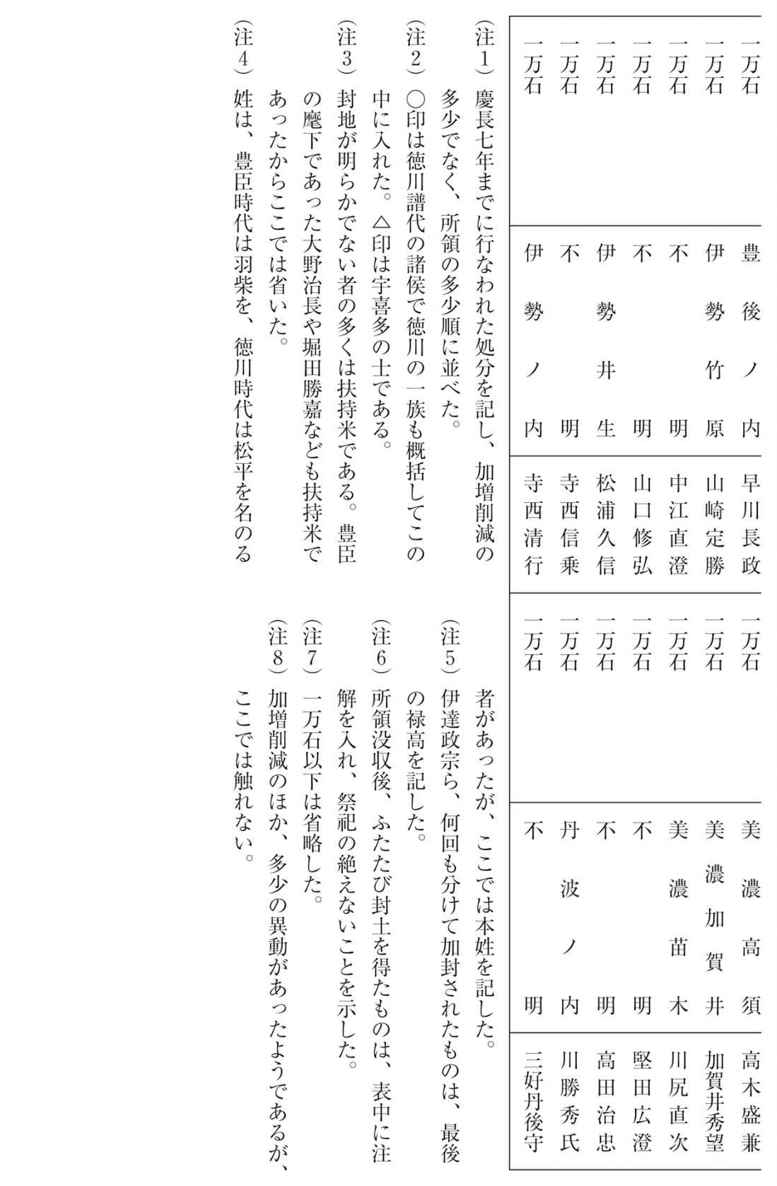 一万石 豊後ノ内 早川長政
一万石 伊勢竹原 山崎定勝
一万石 不明 中江直澄
一万石 不明 山口修弘
一万石 伊勢井生 松浦久信
一万石 不明 寺西信乗
一万石 伊勢ノ内 寺西清行
一万石 美濃高須 高木盛兼
一万石 美濃加賀井 加賀井秀望
一万石 美濃苗木 川尻直次
一万石 不明 堅田広澄
一万石 不明 高田治忠
一万石 丹波ノ内 川勝秀氏
一万石 不明 三好丹後守
(注1) 慶長七年までに行なわれた処分を記し、加増削減の
多少でなく、所領の多少順に並べた。
(注2) 〇印は徳川譜代の諸侯で徳川の一族も概括してこの
中に入れた。△印は宇喜多の士である。
(注3) 封地が明らかでない者の多くは扶持米である。豊臣
の麾下であった大野治長や堀田勝嘉なども扶持米で
あったからここでは省いた。
(注4) 姓は、豊臣時代は羽柴を、徳川時代は松平を名のる
者があったが、ここでは本姓を記した。
(注5) 伊達政宗ら、何回も分けて加封されたものは、最後
の禄高を記した。
(注6) 所領没収後、ふたたび封土を得たものは、表中に注
解を入れ、祭祀の絶えないことを示した。
(注7) 一万石以下は省略した。
(注8) 加増削減のほか、多少の異動があったようであるが、
ここでは触れない。